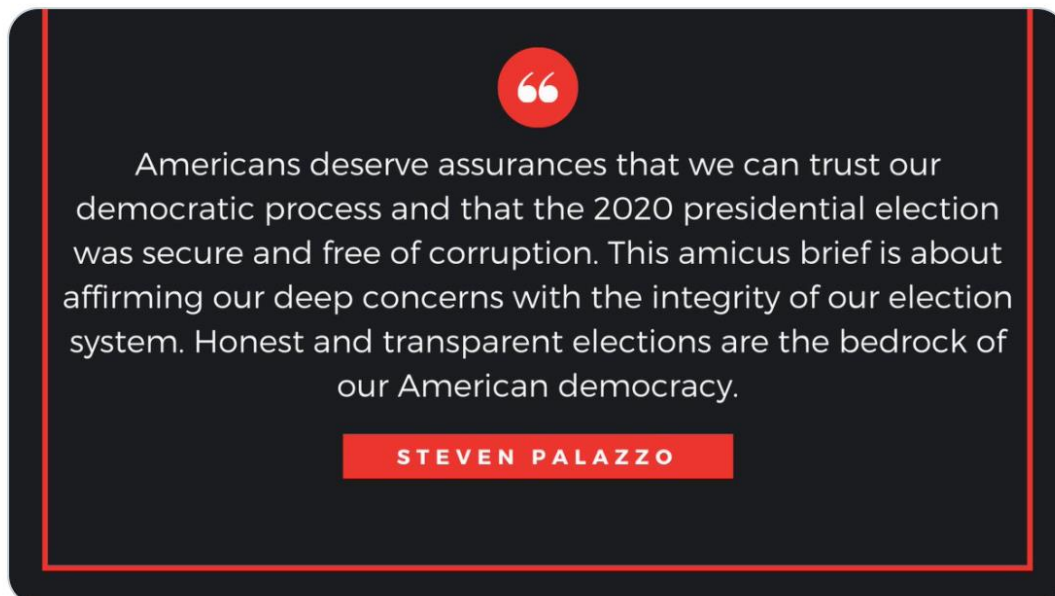 “
Americans deserve assurances that we can trust our
democratic process and that the 2020 presidential election
was secure and free of corruption. This amicus brief is about
affirming our deep concerns with the integrity of our election
system. Honest and transparent elections are the bedrock of
our American democracy.
STEVEN PALAZZO